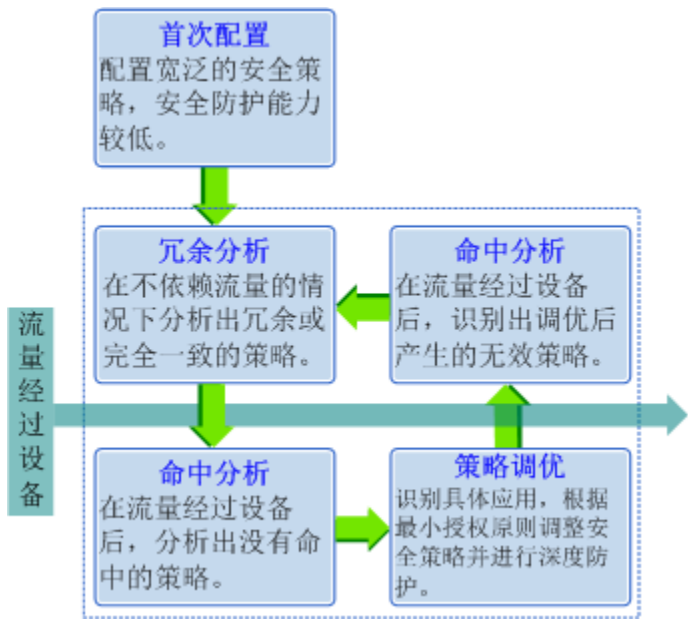 首次配置
配置宽泛的安全策
略，安全防护能力
较低。
冗余分析
在不依赖流量的情
况下分析出冗余或
完全一致的策略。
命中分析
在流量经过设备
后，识别出调优后
产生的无效策略。
流
量
经
过
设
备
命中分析
在流量经过设备
后，分析出没有命
中的策略。
策略调优
识别具体应用，根据
最小授权原则调整安
全策略并进行深度防
护。